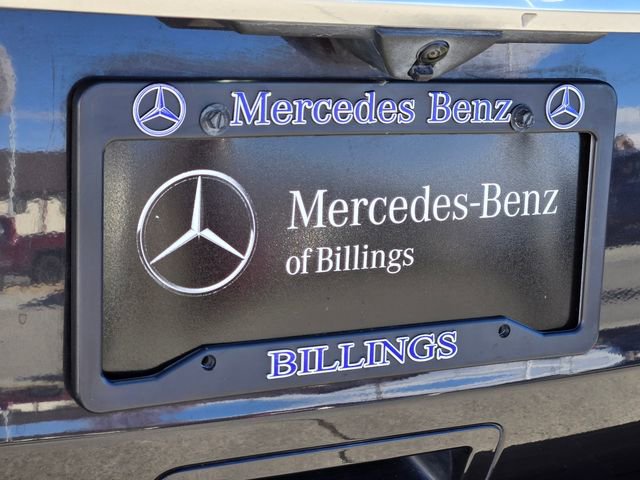 Mercedes Benz
Mercedes-Benz
of Billings
BILLINGS